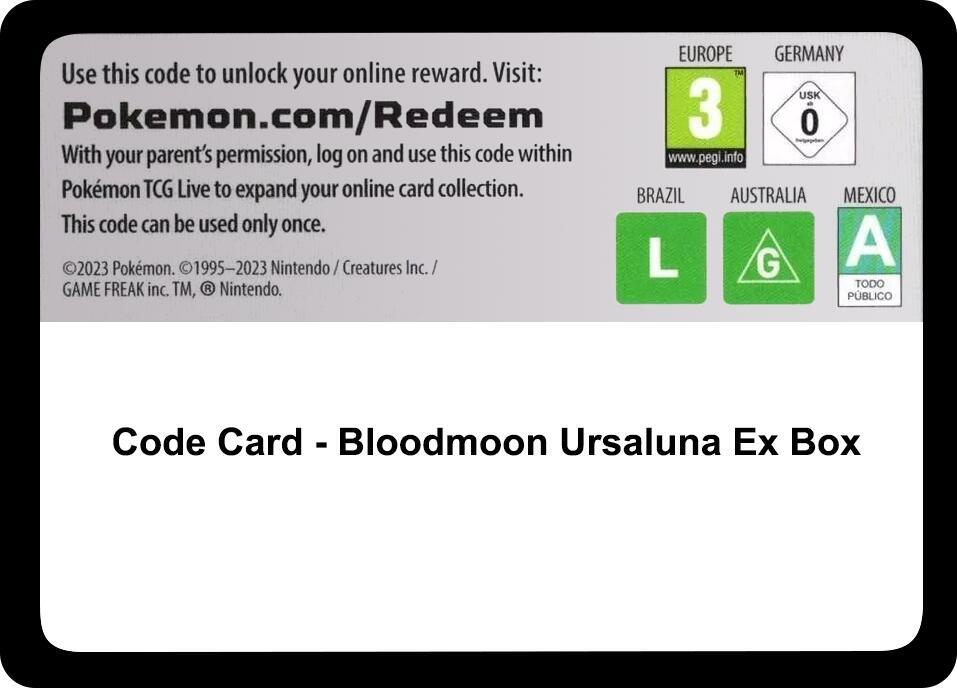 Use this code to unlock your online reward. Visit:
Pokemon.com/Redeem
With your parent's permission, log on and use this code within
Pokémon TCG Live to expand your online card collection.
This code can be used only once.
©2023 Pokémon. ©1995–2023 Nintendo / Creatures Inc. /
GAME FREAK inc. TM, ® Nintendo.
EUROPE
3
TM
www.pegi.info
GERMANY
USK
ab
0
freigegeben
BRAZIL
L
AUSTRALIA
G
MEXICO
A
TODO
PÚBLICO
Code Card - Bloodmoon Ursaluna Ex Box